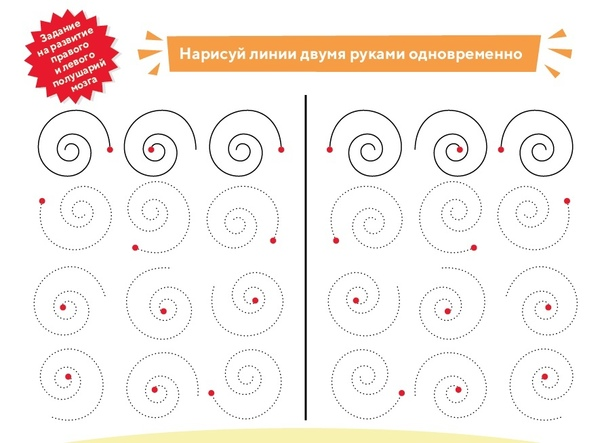 Задание
на развитие
правого
и левого
полушарий
мозга
Нарисуй линии двумя руками одновременно